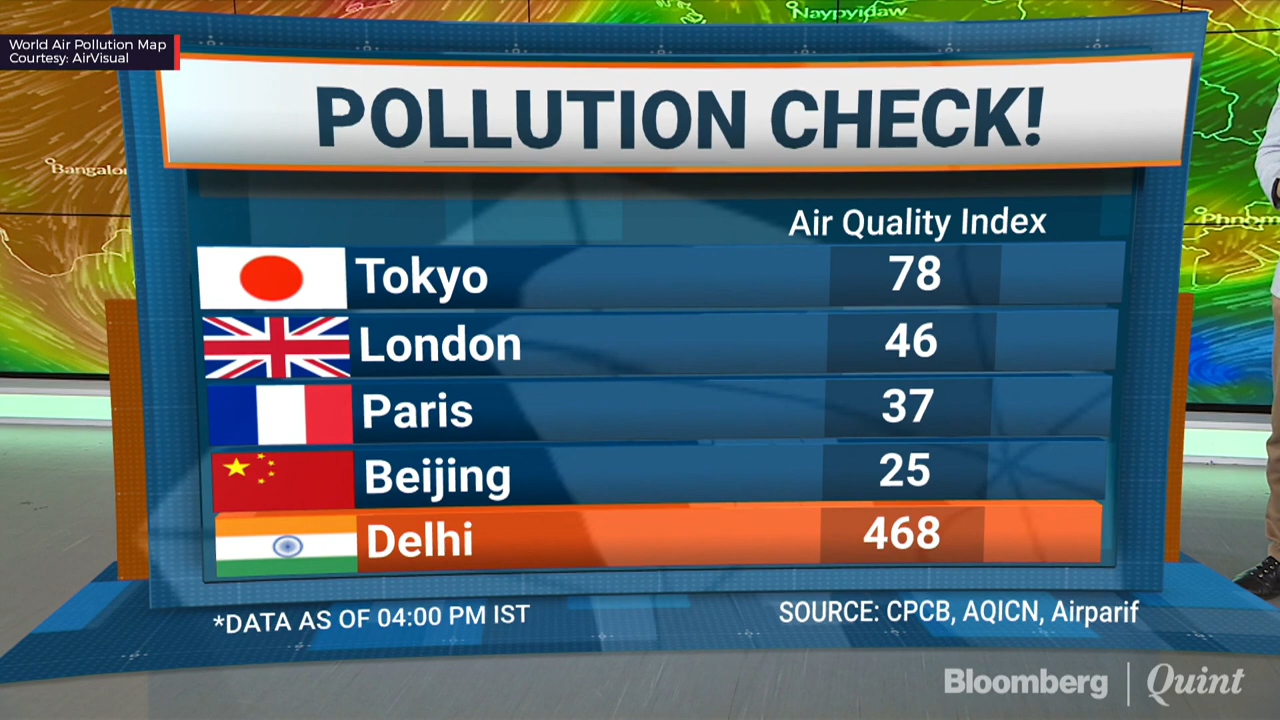 Naypyidaw
World Air Pollution Map
Courtesy: AirVisual
POLLUTION CHECK!
Air Quality Index
Tokyo 78
London 46
Paris 37
Beijing 25
Delhi 468
*DATA AS OF 04:00 PM IST
SOURCE: CPCB, AQICN, Airparif
Bloomberg | Quint